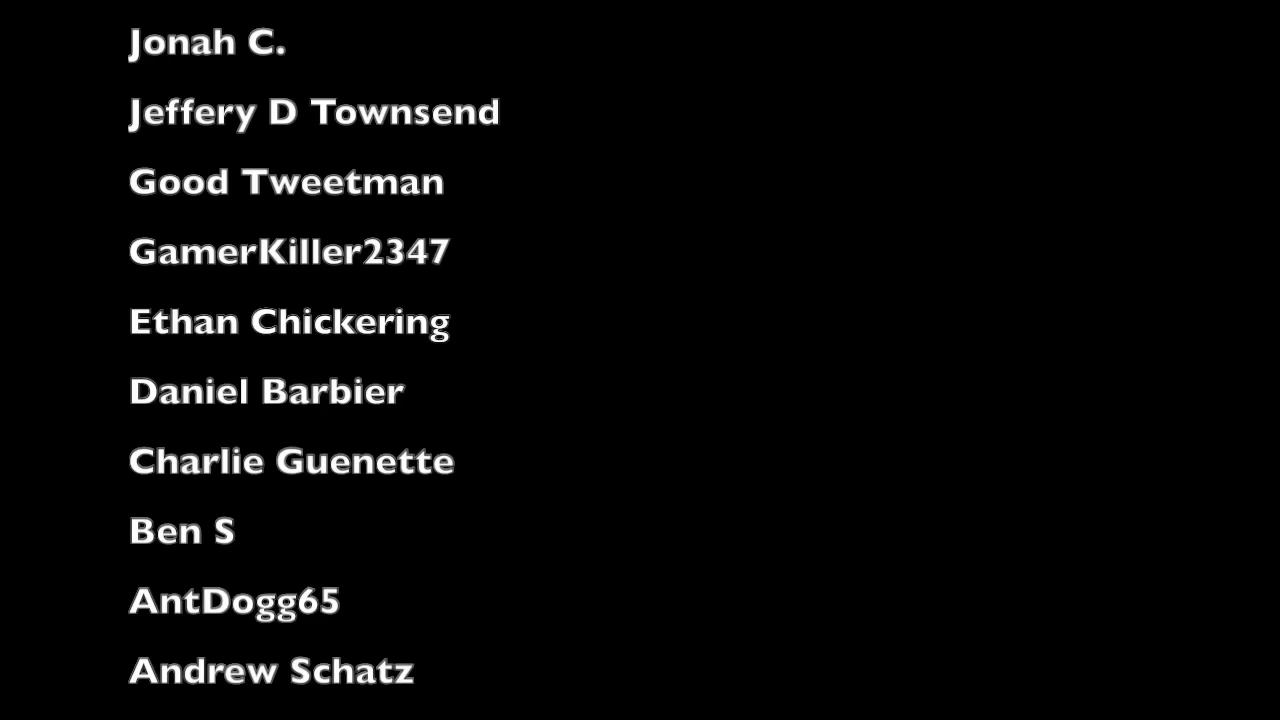 Jonah C.
Jeffery D Townsend
Good Tweetman
GamerKiller2347
Ethan Chickering
Daniel Barbier
Charlie Guenette
Ben S
AntDogg65
Andrew Schatz